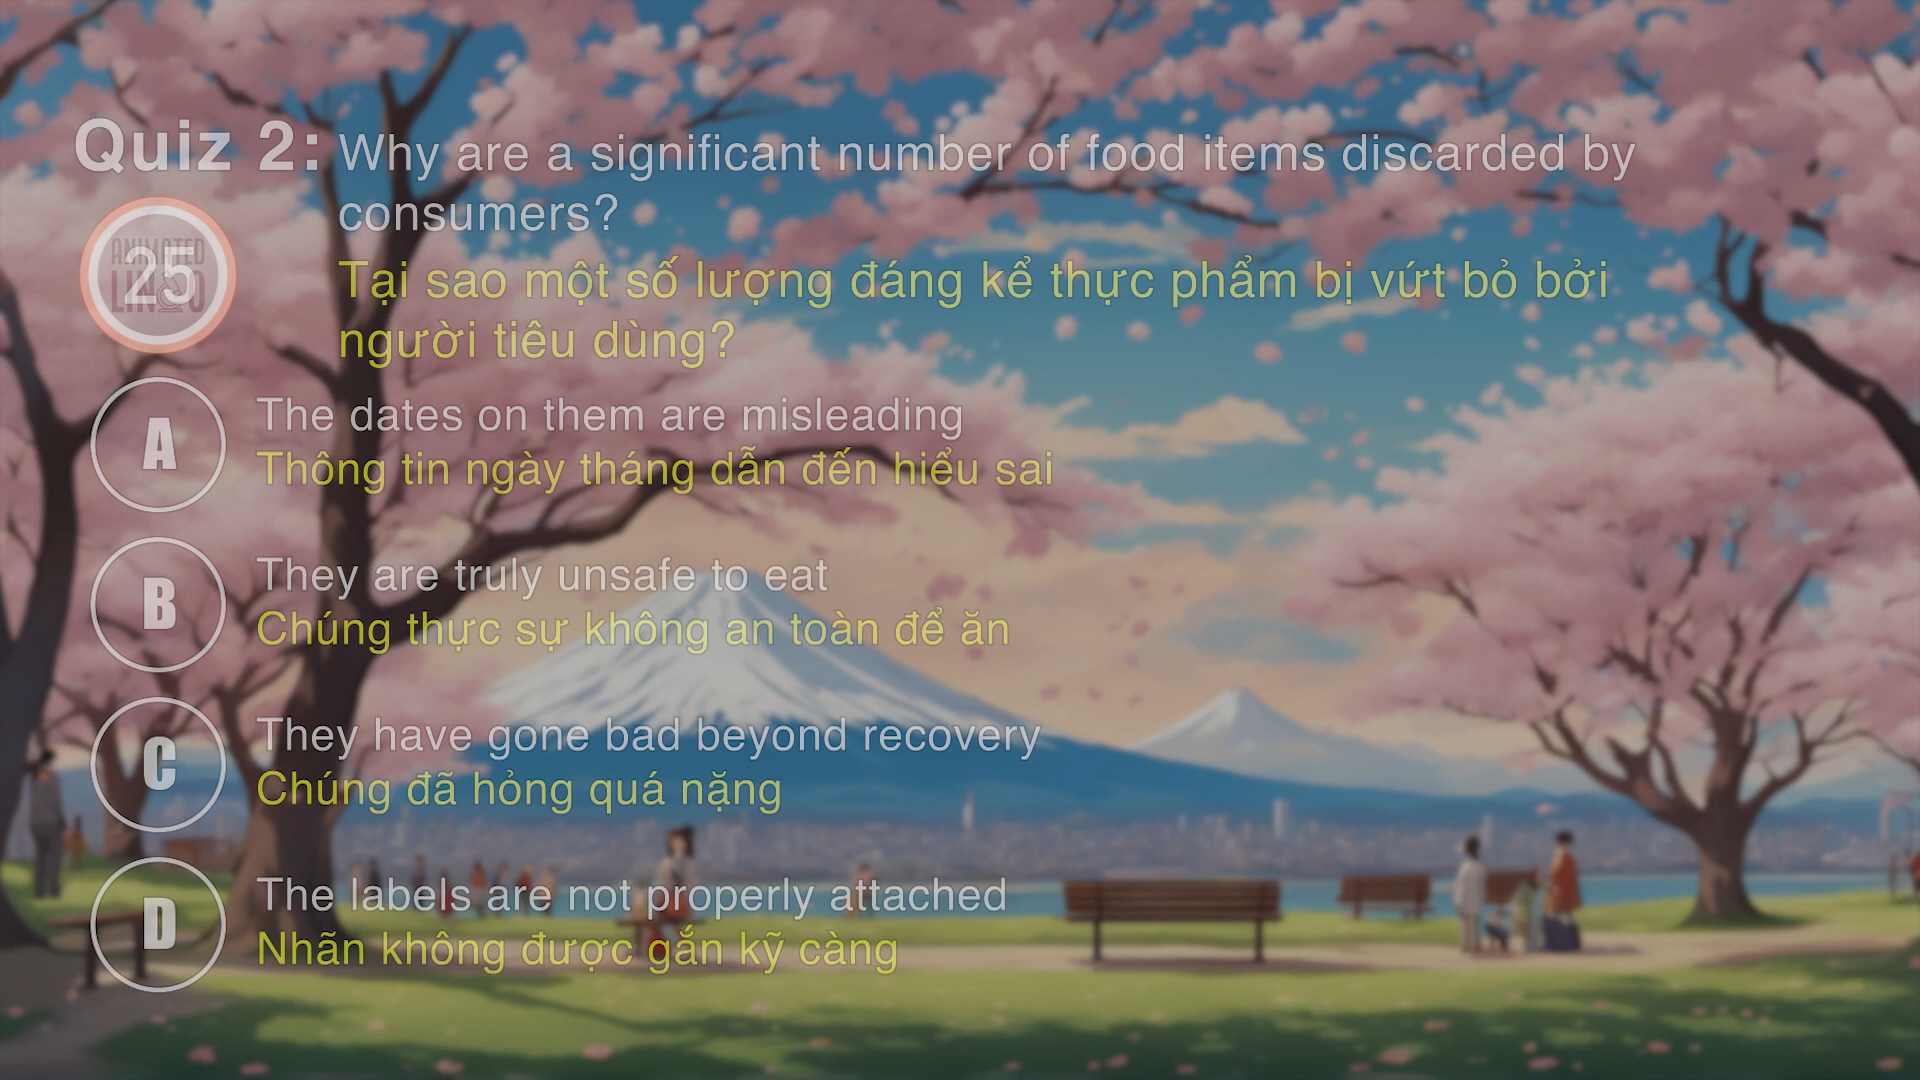 Quiz 2: Why are a significant number of food items discarded by
consumers?
ANIMATED
25
Tại sao một số lượng đáng kể thực phẩm bị vứt bỏ bởi
người tiêu dùng?
A
The dates on them are misleading
Thông tin ngày tháng dẫn đến hiểu sai
B
They are truly unsafe to eat
Chúng thực sự không an toàn để ăn
C
They have gone bad beyond recovery
Chúng đã hỏng quá nặng
D
The labels are not properly attached
Nhãn không được gắn kỹ càng